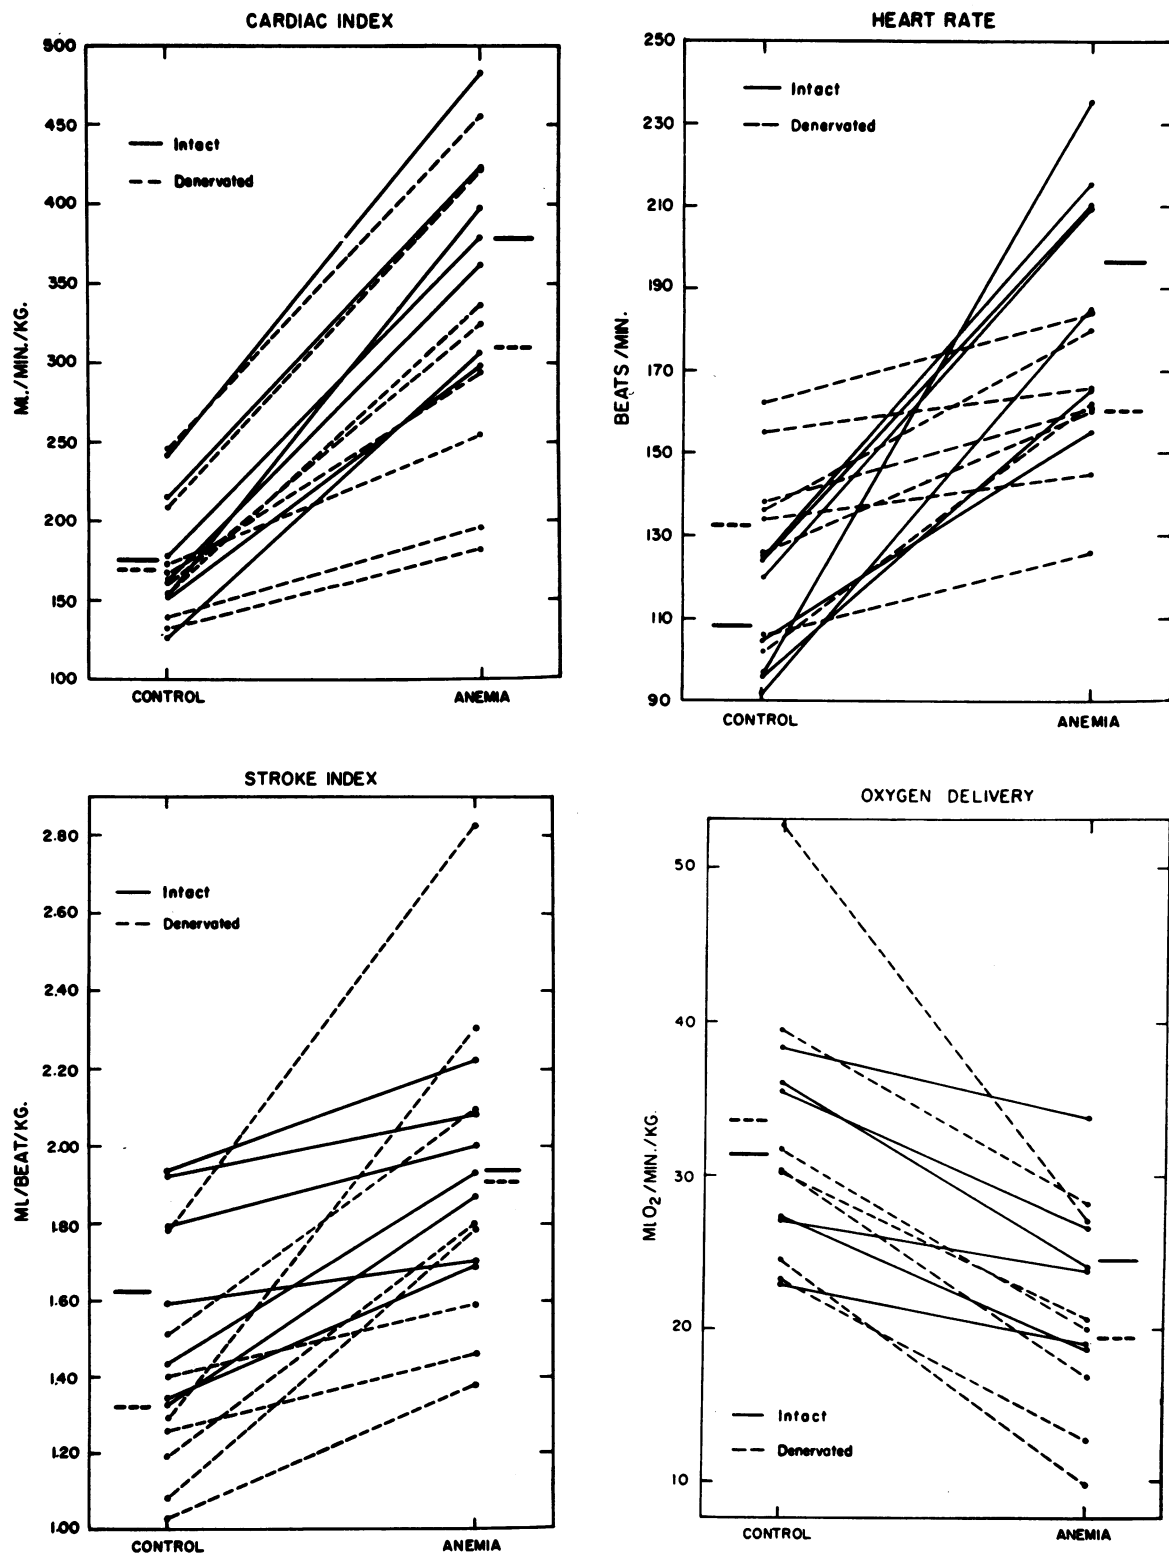 CARDIAC INDEX
500
450
400
350
300
250
200
150
100
ML./MIN./KG.
Intact
Denervated
CONTROL
ANEMIA
HEART RATE
250
230
210
190
170
150
130
110
90
BEATS/MIN.
Intact
Denervated
CONTROL
ANEMIA
STROKE INDEX
2.80
2.60
2.40
2.20
2.00
1.80
1.60
1.40
1.20
1.00
ML/BEAT/KG.
Intact
Denervated
CONTROL
ANEMIA
OXYGEN DELIVERY
50
40
30
20
10
MLO2/MIN./KG.
Intact
Denervated
CONTROL
ANEMIA